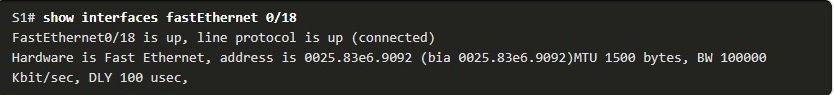 S1# show interfaces fastEthernet 0/18
FastEthernet0/18 is up, line protocol is up (connected)
Hardware is Fast Ethernet, address is 0025.83e6.9092 (bia 0025.83e6.9092)MTU 1500 bytes, BW 100000
Kbit/sec, DLY 100 usec,